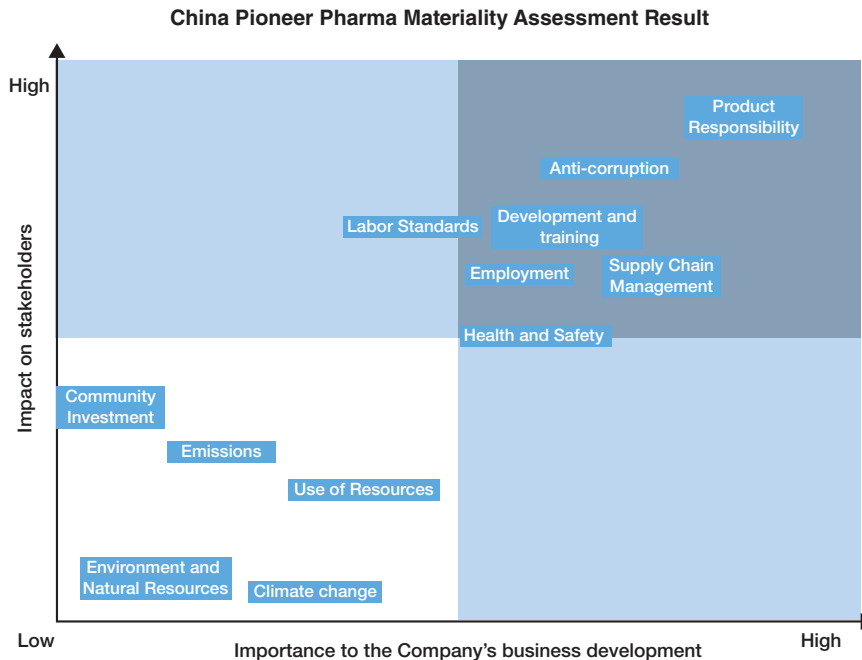 China Pioneer Pharma Materiality Assessment Result
High
Product
Responsibility
Anti-corruption
Labor Standards
Development and
training
Employment
Supply Chain
Management
Health and Safety
Impact on stakeholders
Community
Investment
Emissions
Use of Resources
Environment and
Natural Resources
Climate change
Low
Importance to the Company’s business development
High